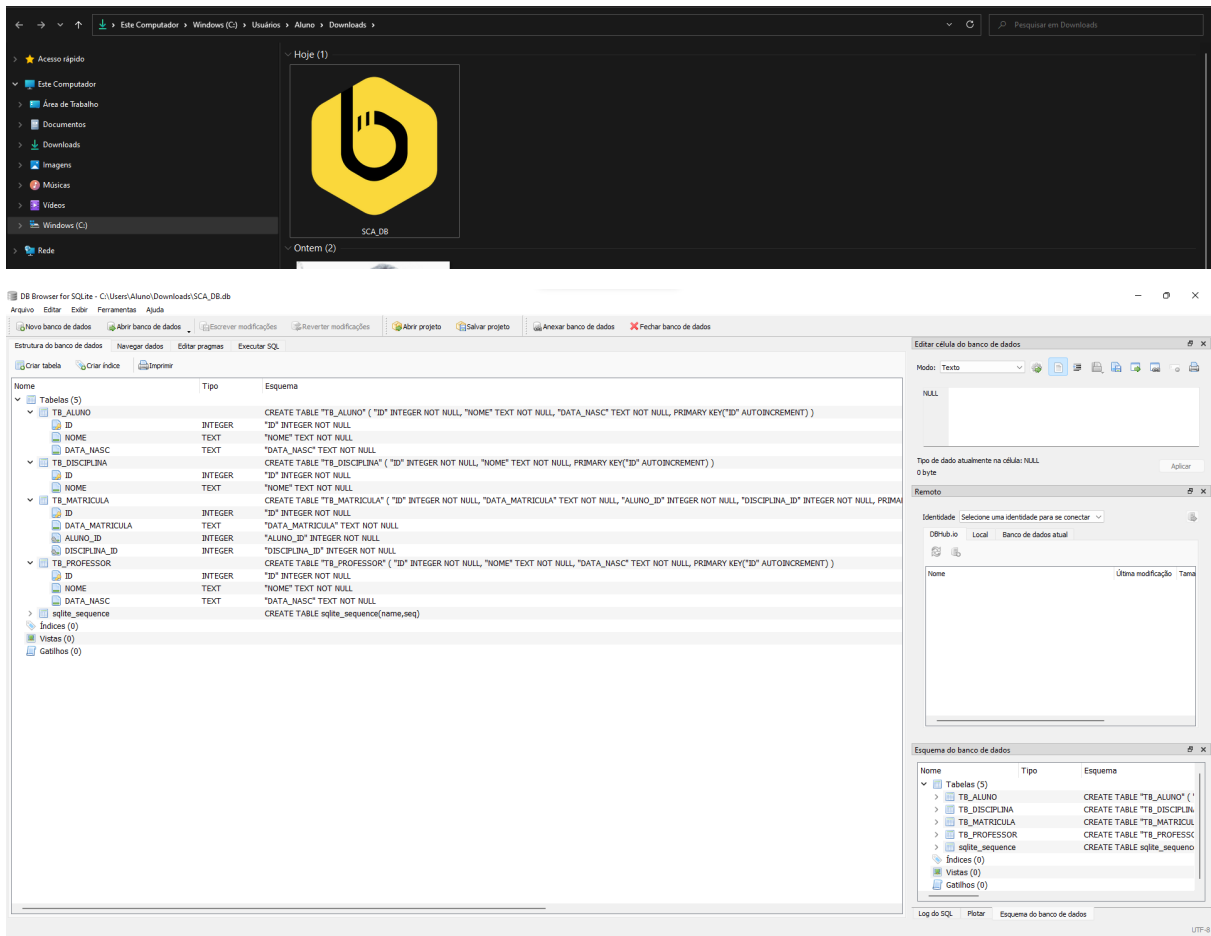 Este Computador > Windows (C:) > Usuários > Aluno > Downloads >
Pesquisar em Downloads
Acesso rápido
Este Computador
Área de Trabalho
Documentos
Downloads
Imagens
Músicas
Vídeos
Windows (C:)
Rede
Hoje (1)
SCA_DB
Ontem (2)
DB Browser for SQLite - C:\Users\Aluno\Downloads\SCA_DB.db
Arquivo Editar Exibir Ferramentas Ajuda
Novo banco de dados Abrir banco de dados Escrever modificações Reverter modificações Abrir projeto Salvar projeto Anexar banco de dados Fechar banco de dados
Estrutura do banco de dados Navegar dados Editar pragmas Executar SQL
Criar tabela Criar índice Imprimir
Nome Tipo Esquema
Tabelas (5)
TB_ALUNO CREATE TABLE "TB_ALUNO" ( "ID" INTEGER NOT NULL, "NOME" TEXT NOT NULL, "DATA_NASC" TEXT NOT NULL, PRIMARY KEY("ID" AUTOINCREMENT) )
ID INTEGER "ID" INTEGER NOT NULL
NOME TEXT "NOME" TEXT NOT NULL
DATA_NASC TEXT "DATA_NASC" TEXT NOT NULL
TB_DISCIPLINA CREATE TABLE "TB_DISCIPLINA" ( "ID" INTEGER NOT NULL, "NOME" TEXT NOT NULL, PRIMARY KEY("ID" AUTOINCREMENT) )
ID INTEGER "ID" INTEGER NOT NULL
NOME TEXT "NOME" TEXT NOT NULL
TB_MATRICULA CREATE TABLE "TB_MATRICULA" ( "ID" INTEGER NOT NULL, "DATA_MATRICULA" TEXT NOT NULL, "ALUNO_ID" INTEGER NOT NULL, "DISCIPLINA_ID" INTEGER NOT NULL, PRIMA
ID INTEGER "ID" INTEGER NOT NULL
DATA_MATRICULA TEXT "DATA_MATRICULA" TEXT NOT NULL
ALUNO_ID INTEGER "ALUNO_ID" INTEGER NOT NULL
DISCIPLINA_ID INTEGER "DISCIPLINA_ID" INTEGER NOT NULL
TB_PROFESSOR CREATE TABLE "TB_PROFESSOR" ( "ID" INTEGER NOT NULL, "NOME" TEXT NOT NULL, "DATA_NASC" TEXT NOT NULL, PRIMARY KEY("ID" AUTOINCREMENT) )
ID INTEGER "ID" INTEGER NOT NULL
NOME TEXT "NOME" TEXT NOT NULL
DATA_NASC TEXT "DATA_NASC" TEXT NOT NULL
sqlite_sequence CREATE TABLE sqlite_sequence(name,seq)
Índices (0)
Vistas (0)
Gatilhos (0)
Editar célula do banco de dados
Modo: Texto
NULL
Tipo de dado atualmente na célula: NULL
0 byte
Aplicar
Remoto
Identidade Selecione uma identidade para se conectar
DBHub.io Local Banco de dados atual
Nome Última modificação Tama
Esquema do banco de dados
Nome Tipo Esquema
Tabelas (5)
TB_ALUNO CREATE TABLE "TB_ALUNO" ( "
TB_DISCIPLINA CREATE TABLE "TB_DISCIPLIN
TB_MATRICULA CREATE TABLE "TB_MATRICUL
TB_PROFESSOR CREATE TABLE "TB_PROFESSO
sqlite_sequence CREATE TABLE sqlite_sequenc
Índices (0)
Vistas (0)
Gatilhos (0)
Log do SQL Plotar Esquema do banco de dados
UTF-8